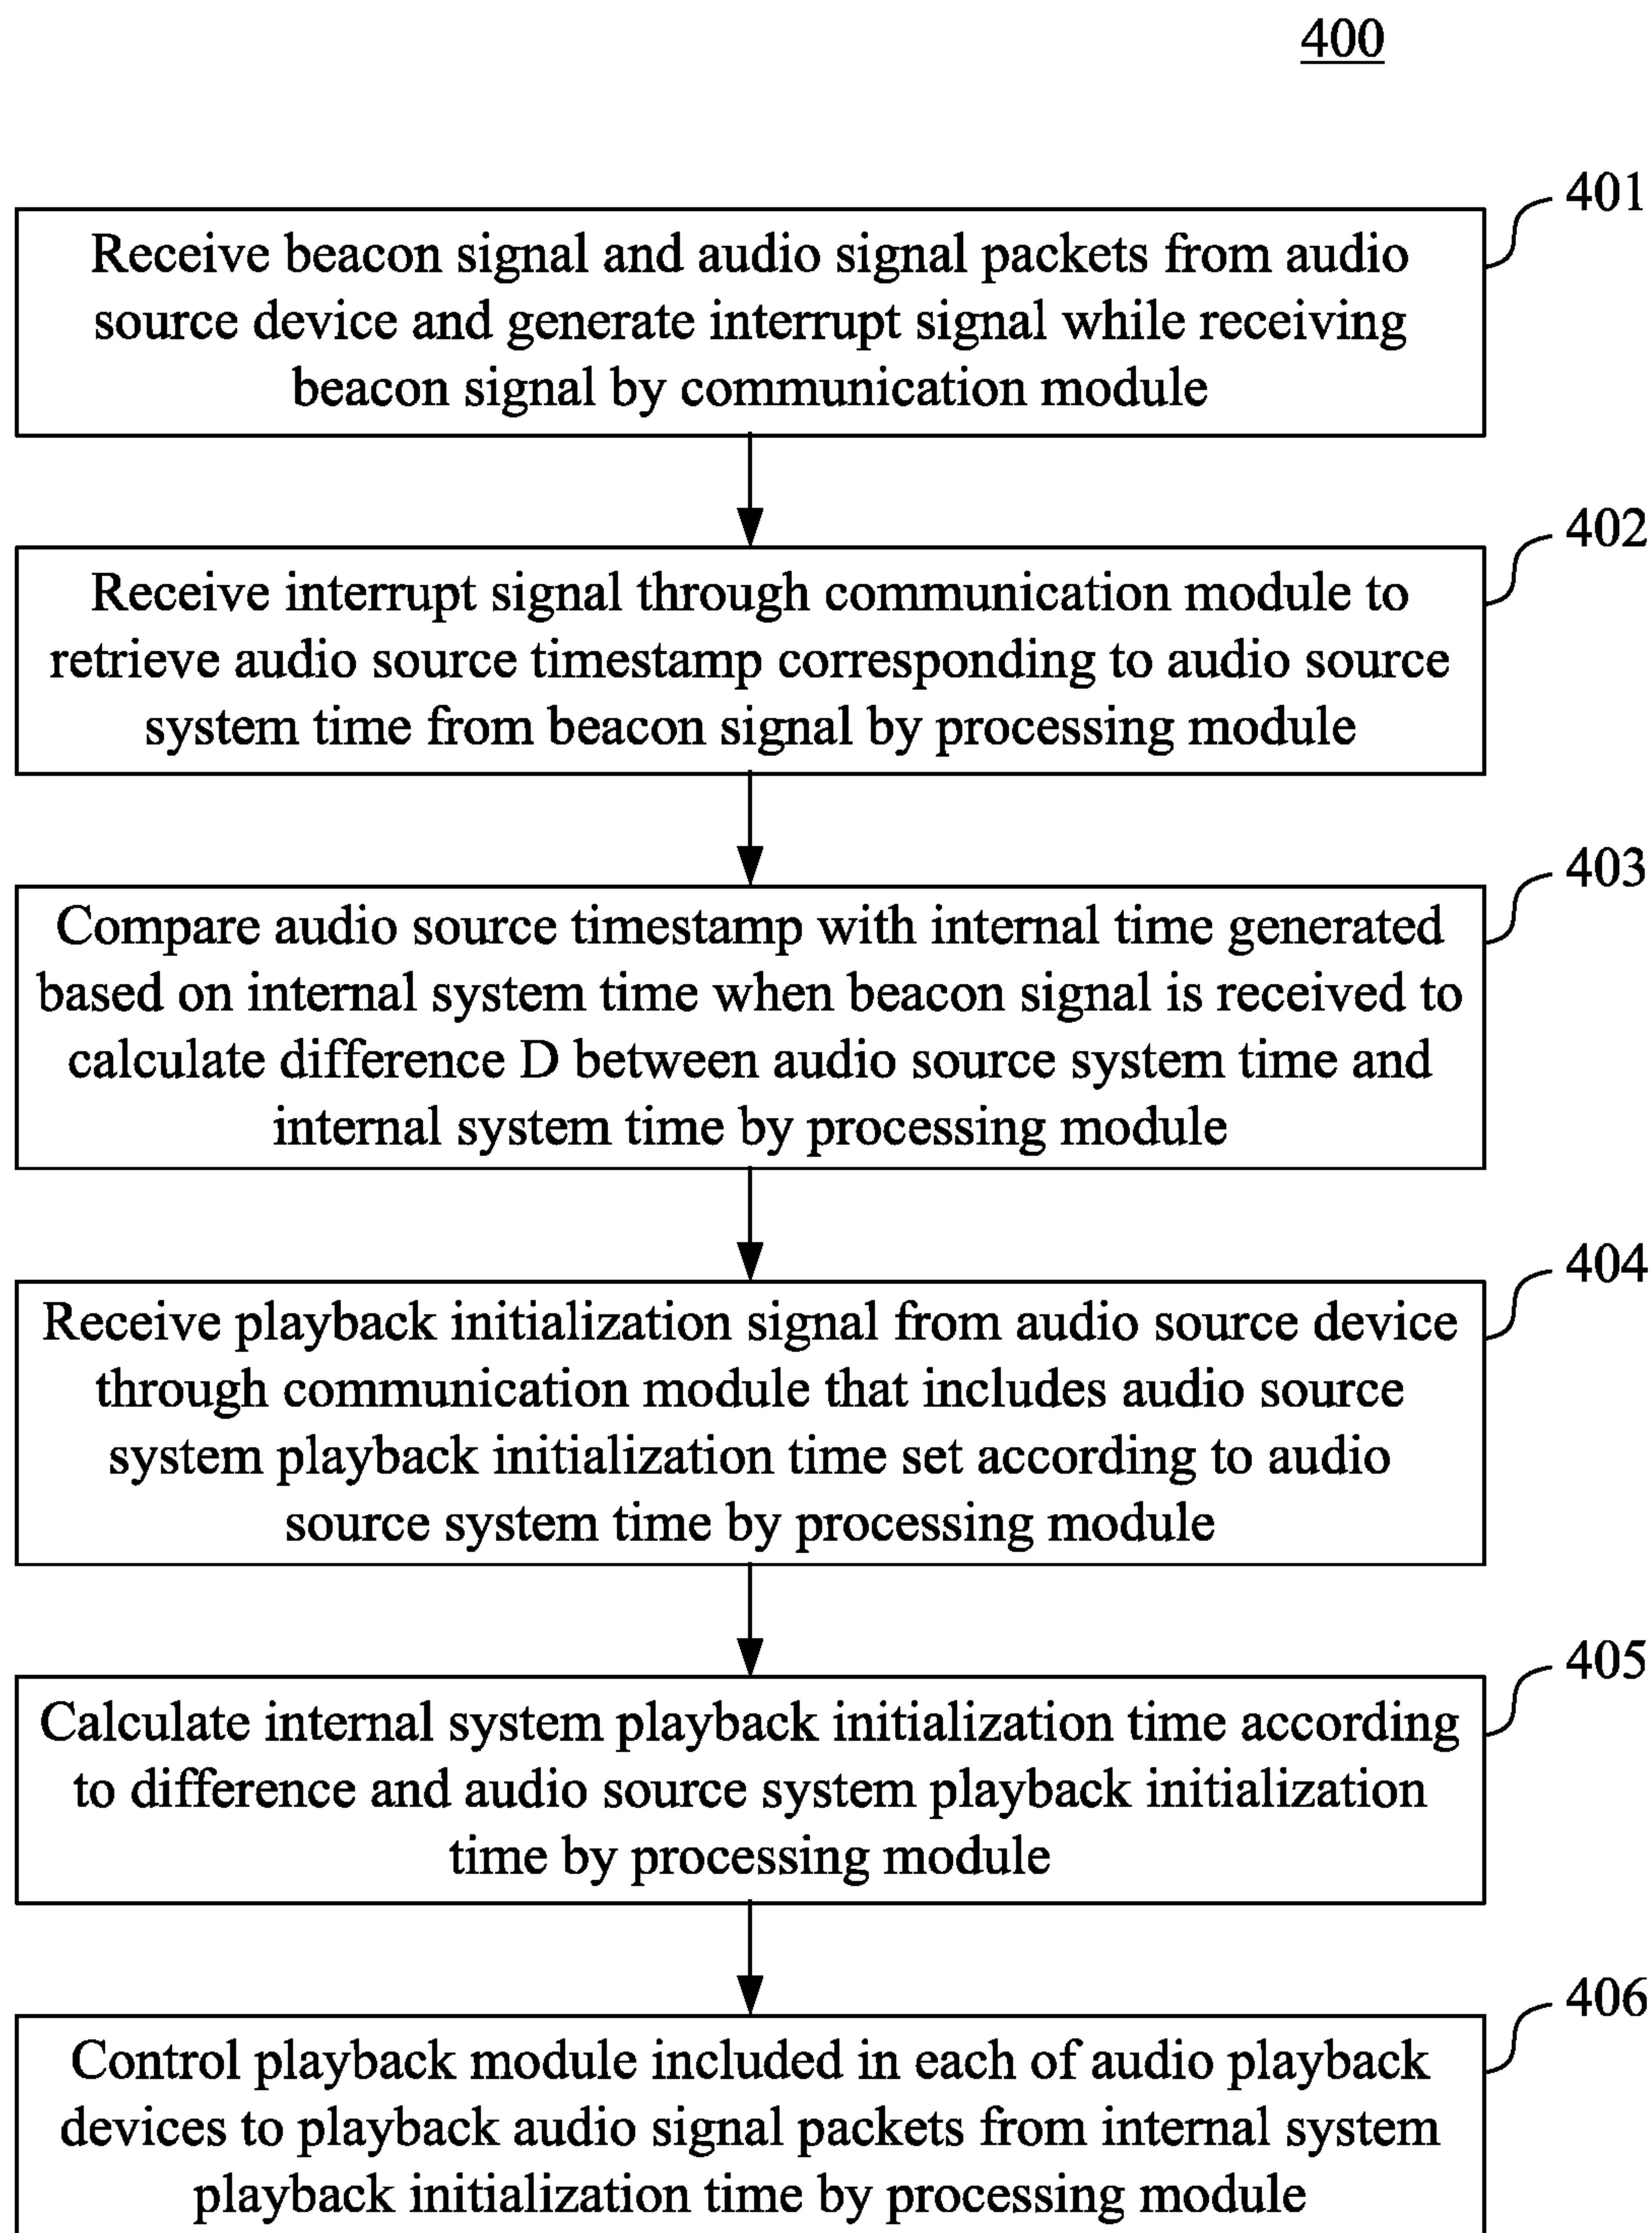 400
401
Receive beacon signal and audio signal packets from audio
source device and generate interrupt signal while receiving
beacon signal by communication module
402
Receive interrupt signal through communication module to
retrieve audio source timestamp corresponding to audio source
system time from beacon signal by processing module
403
Compare audio source timestamp with internal time generated
based on internal system time when beacon signal is received to
calculate difference D between audio source system time and
internal system time by processing module
404
Receive playback initialization signal from audio source device
through communication module that includes audio source
system playback initialization time set according to audio
source system time by processing module
405
Calculate internal system playback initialization time according
to difference and audio source system playback initialization
time by processing module
406
Control playback module included in each of audio playback
devices to playback audio signal packets from internal system
playback initialization time by processing module